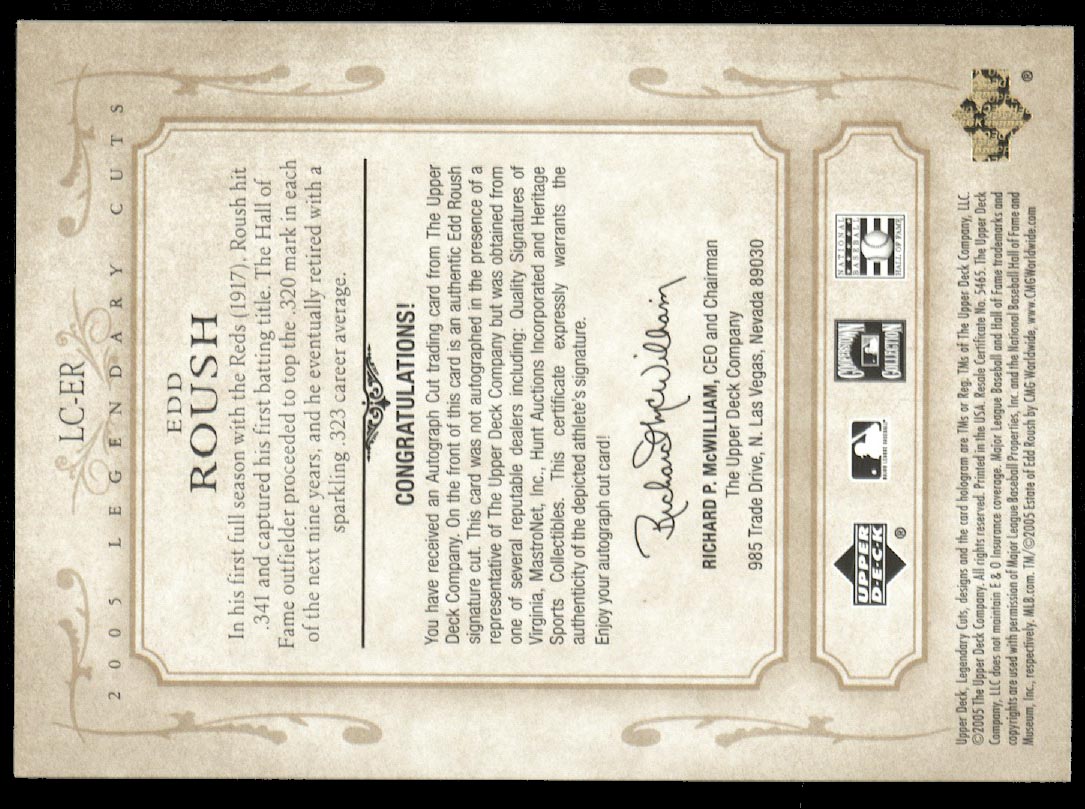 LC-ER
2005 LEGENDARY CUTS
EDD
ROUSH
In his first full season with the Reds (1917), Roush hit
.341 and captured his first batting title. The Hall of
Fame outfielder proceeded to top the .320 mark in each
of the next nine years, and he eventually retired with a
sparkling .323 career average.
CONGRATULATIONS!
You have received an Autograph Cut trading card from The Upper
Deck Company. On the front of this card is an authentic Edd Roush
signature cut. This card was not autographed in the presence of a
representative of The Upper Deck Company but was obtained from
one of several reputable dealers including: Quality Signatures of
Virginia, MastroNet, Inc., Hunt Auctions Incorporated and Heritage
Sports Collectibles. This certificate expressly warrants the
authenticity of the depicted athlete's signature.
Enjoy your autograph cut card!
Richard P. McWilliam
RICHARD P. McWILLIAM, CEO and Chairman
The Upper Deck Company
985 Trade Drive, N. Las Vegas, Nevada 89030
UPPER
D·E·C·K
®
MAJOR LEAGUE BASEBALL
COOPERSTOWN
COLLECTION
NATIONAL
BASEBALL
HALL OF FAME
Upper Deck, Legendary Cuts, designs and the card hologram are TMs or Reg. TMs of The Upper Deck Company, LLC.
©2005 The Upper Deck Company. All rights reserved. Printed in the USA. Resale Certificate No. 5465. The Upper Deck
Company, LLC does not maintain E & O Insurance coverage. Major League Baseball and Hall of Fame trademarks and
copyrights are used with permission of Major League Baseball Properties, Inc. and the National Baseball Hall of Fame and
Museum, Inc., respectively. MLB.com. TM/©2005 Estate of Edd Roush by CMG Worldwide, www.CMGWorldwide.com
®